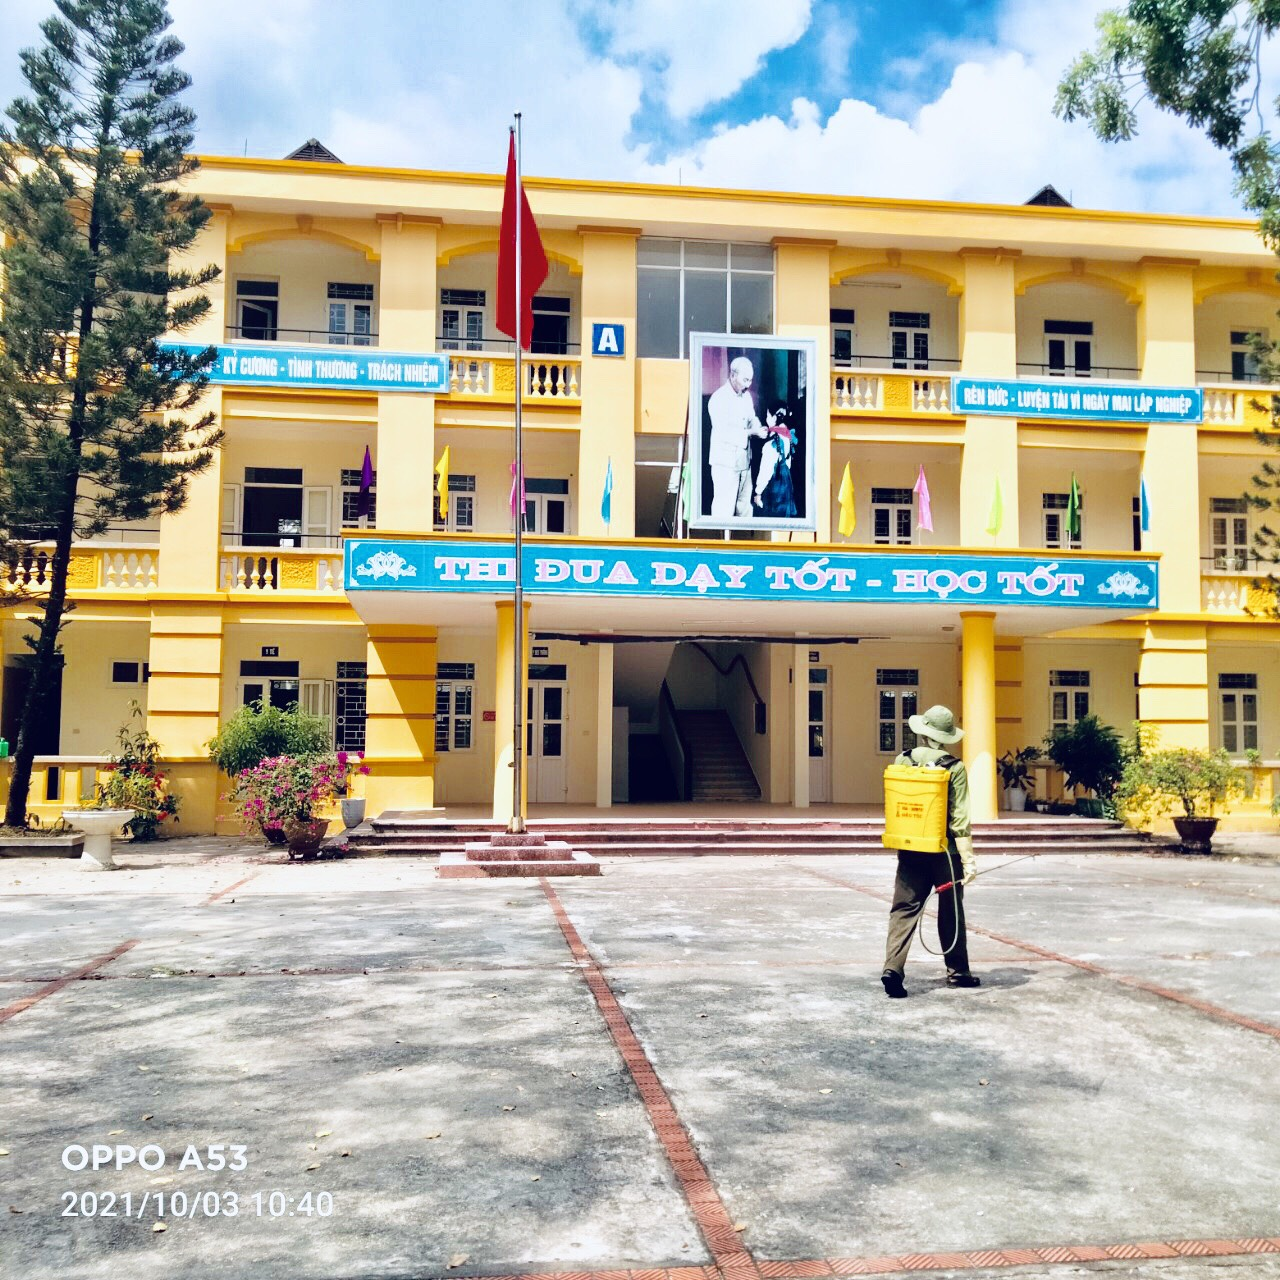 A
KỶ CƯƠNG - TÌNH THƯƠNG - TRÁCH NHIỆM
RÈN ĐỨC - LUYỆN TÀI VÌ NGÀY MAI LẬP NGHIỆP
THI ĐUA DẠY TỐT - HỌC TỐT
Y TẾ
OPPO A53
2021/10/03 10:40